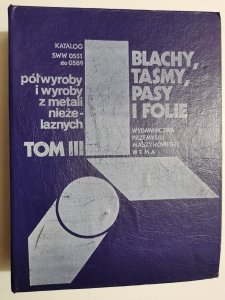 KATALOG
SWW 0551
do 0589
półwyroby
i wyroby
z metali
nieże-
laznych
TOM III
BLACHY,
TAŚMY,
PASY
I FOLIE
WYDAWNICTWA
PRZEMYSŁU
MASZYNOWEGO
WEMA